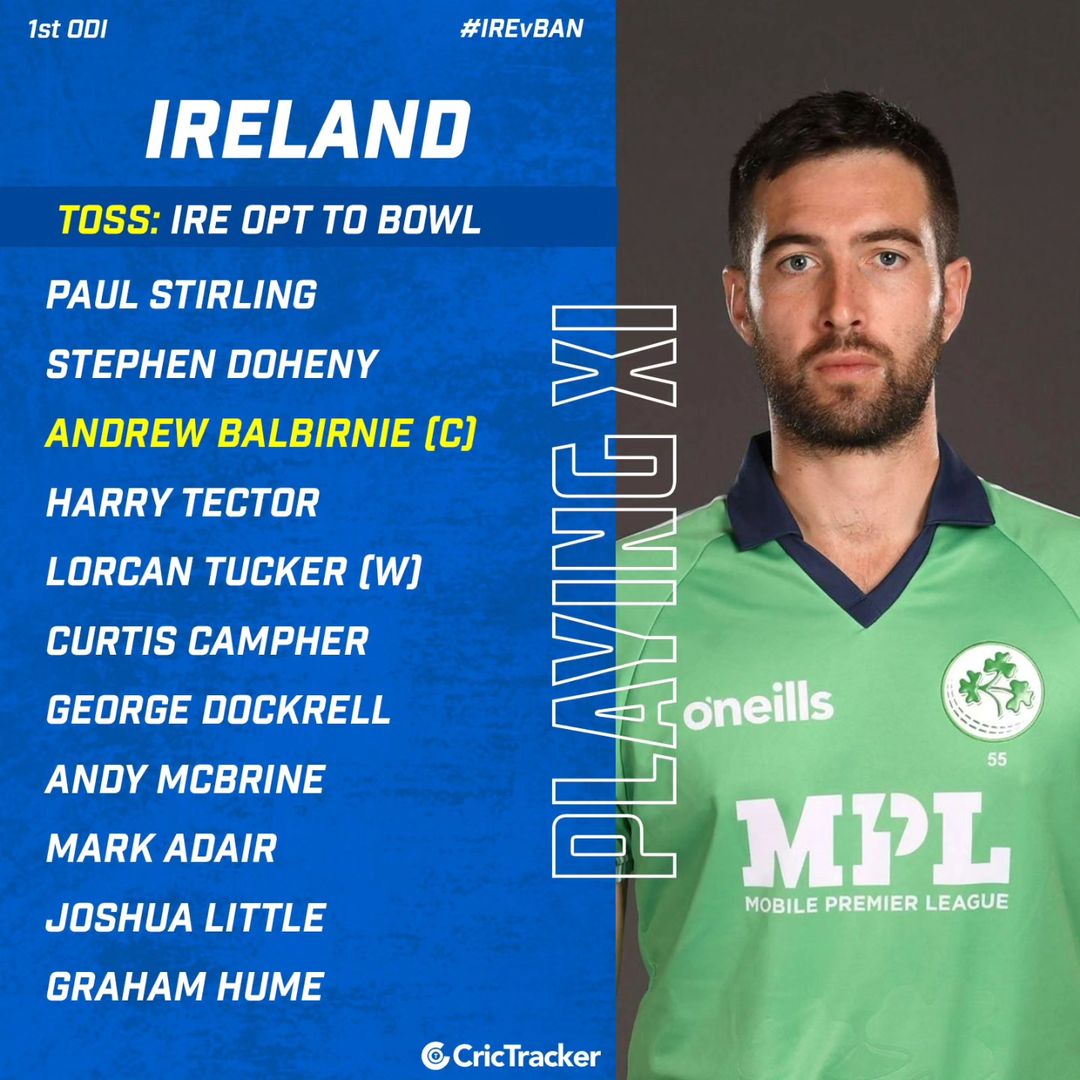 1st ODI
#IREvBAN
IRELAND
TOSS: IRE OPT TO BOWL
PAUL STIRLING
STEPHEN DOHENY
ANDREW BALBIRNIE (C)
HARRY TECTOR
LORCAN TUCKER (W)
CURTIS CAMPHER
GEORGE DOCKRELL
ANDY MCBRINE
MARK ADAIR
JOSHUA LITTLE
GRAHAM HUME
PLAYING XI
o'neills
55
MPL
MOBILE PREMIER LEAGUE
CricTracker